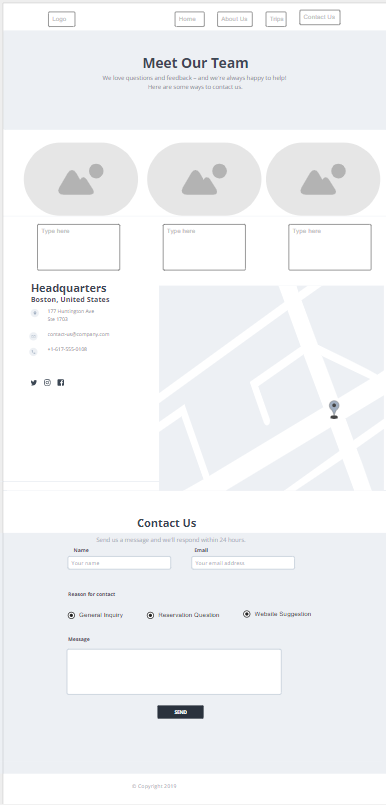 Logo
Home
About Us
Trips
Contact Us
Meet Our Team
We love questions and feedback – and we're always happy to help!
Here are some ways to contact us.
Type here
Type here
Type here
Headquarters
Boston, United States
177 Huntington Ave
Ste 1703
contact-us@company.com
+1-617-555-0108
Contact Us
Send us a message and we'll respond within 24 hours.
Name
Email
Your name
Your email address
Reason for contact
General Inquiry
Reservation Question
Website Suggestion
Message
SEND
© Copyright 2019